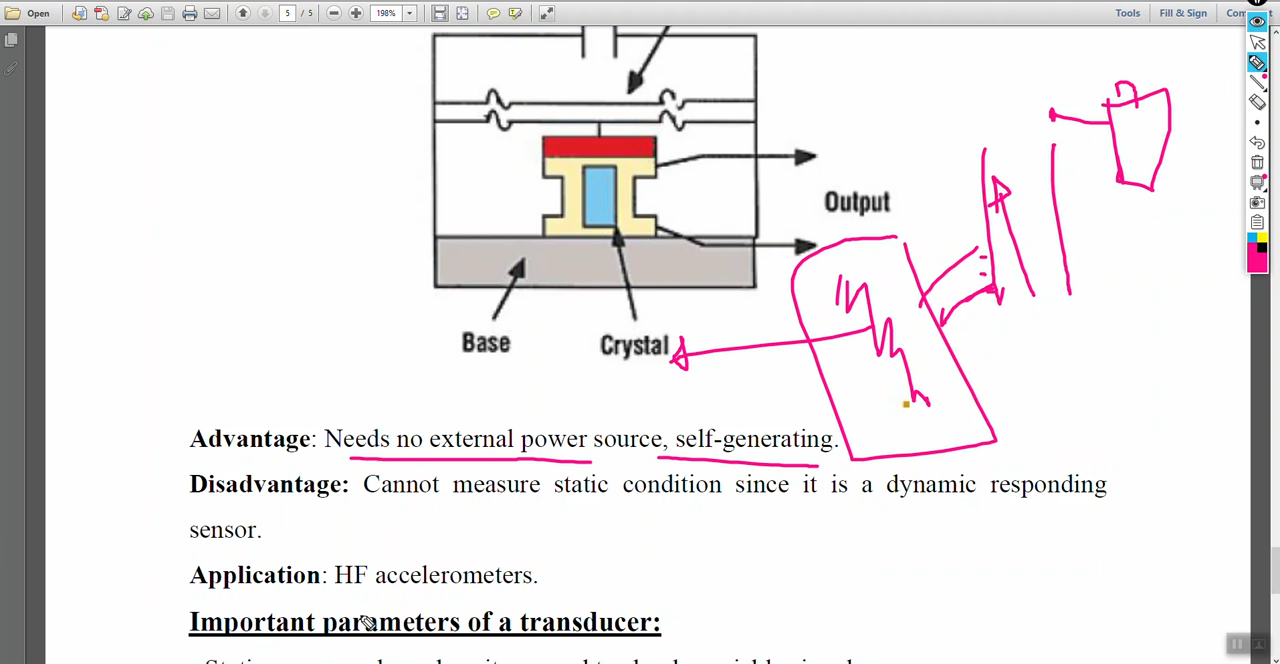 Open
5 / 5
198%
Tools
Fill & Sign
Output
Base
Crystal
Advantage: Needs no external power source, self-generating.
Disadvantage: Cannot measure static condition since it is a dynamic responding
sensor.
Application: HF accelerometers.
Important parameters of a transducer: